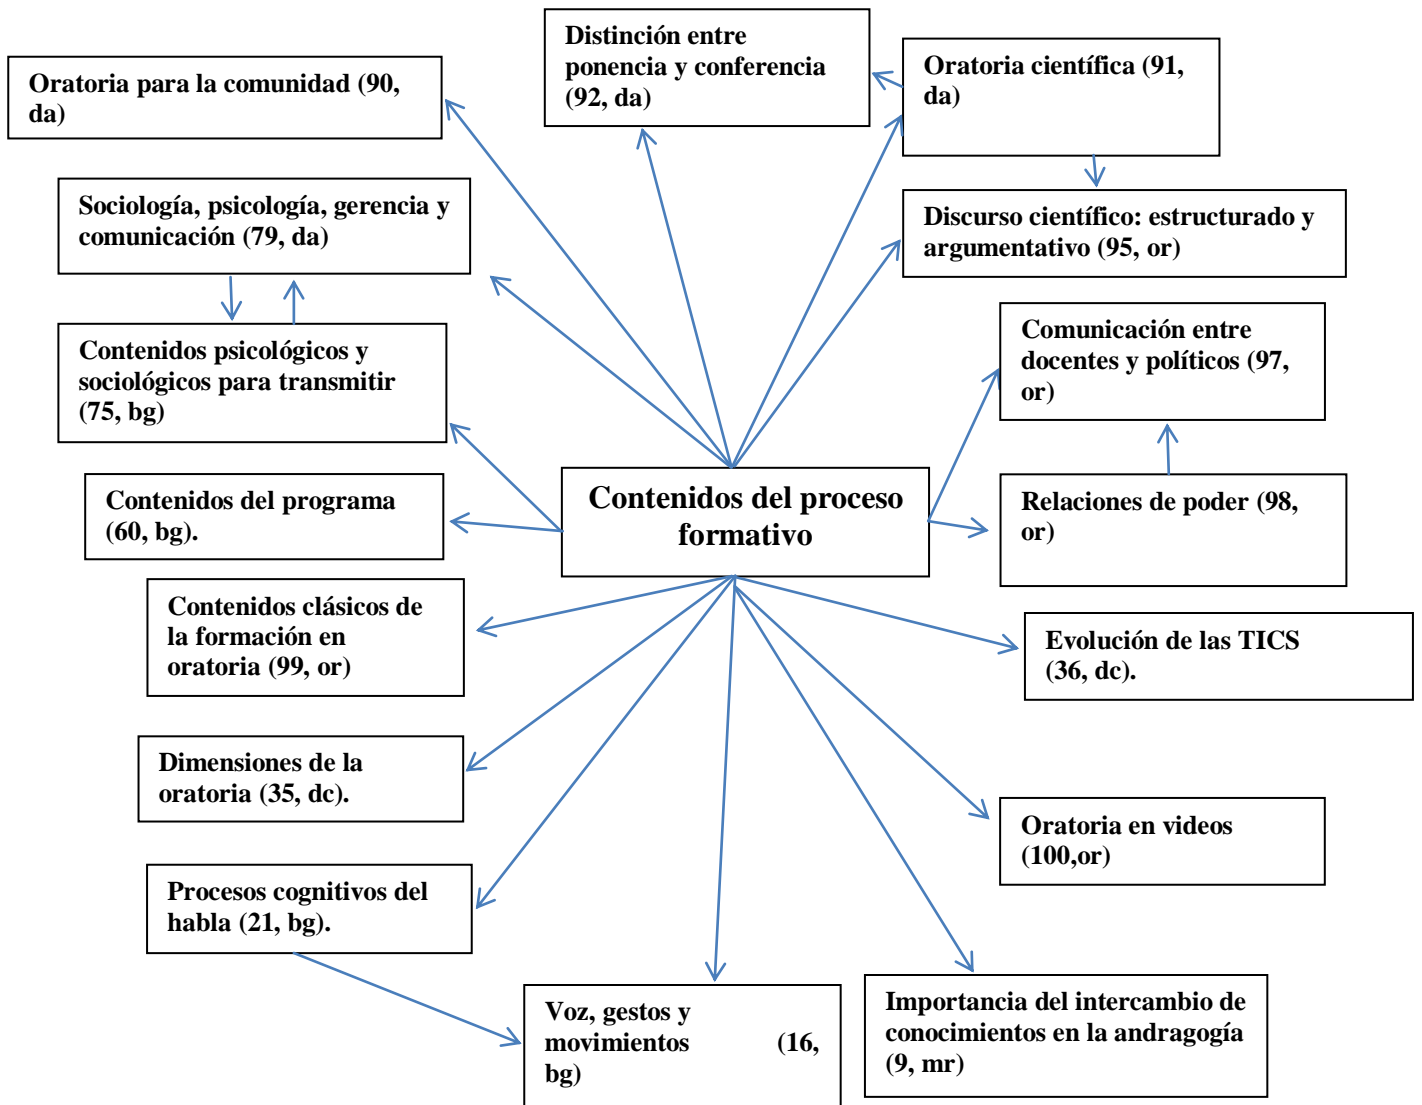 Distinción entre
ponencia y conferencia
(92, da)
Oratoria científica (91,
da)
Oratoria para la comunidad (90,
da)
Sociología, psicología, gerencia y
comunicación (79, da)
Discurso científico: estructurado y
argumentativo (95, or)
Contenidos psicológicos y
sociológicos para transmitir
(75, bg)
Comunicación entre
docentes y políticos (97,
or)
Contenidos del programa
(60, bg).
Contenidos del proceso
formativo
Relaciones de poder (98,
or)
Contenidos clásicos de
la formación en
oratoria (99, or)
Evolución de las TICS
(36, dc).
Dimensiones de la
oratoria (35, dc).
Oratoria en videos
(100,or)
Procesos cognitivos del
habla (21, bg).
Voz, gestos y
movimientos (16,
bg)
Importancia del intercambio de
conocimientos en la andragogía
(9, mr)